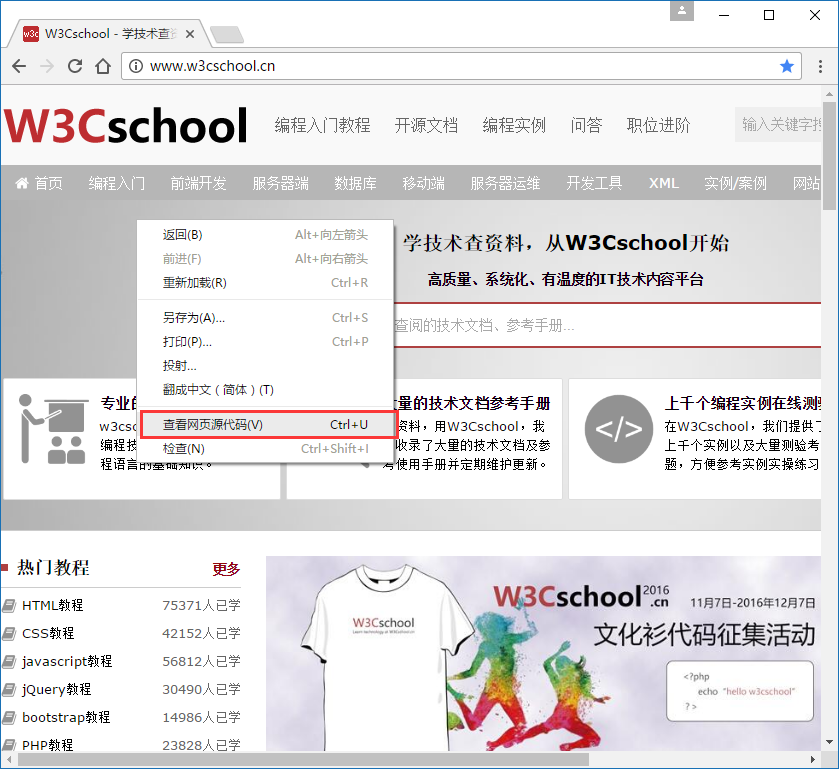 W3Cschool - 学技术查资
www.w3cschool.cn
W3Cschool
编程入门教程 开源文档 编程实例 问答 职位进阶 输入关键字
首页 编程入门 前端开发 服务器端 数据库 移动端 服务器运维 开发工具 XML 实例/案例 网站
返回(B) Alt+向左箭头
前进(F) Alt+向右箭头
重新加载(R) Ctrl+R
另存为(A)... Ctrl+S
打印(P)... Ctrl+P
投射...
翻成中文（简体）(T)
查看网页源代码(V) Ctrl+U
检查(N) Ctrl+Shift+I
学技术查资料，从W3Cschool开始
高质量、系统化、有温度的IT技术内容平台
查阅的技术文档、参考手册...
专业的
w3csc
编程技
程语言的基础知识。
大量的技术文档参考手册
资料，用W3Cschool，我
收录了大量的技术文档及参
考使用手册并定期维护更新。
</>
上千个编程实例在线测
在W3Cschool，我们提供了
上千个实例以及大量测验考
题，方便参考实例实操练习
热门教程 更多
HTML教程 75371人已学
CSS教程 42152人已学
javascript教程 56812人已学
jQuery教程 30490人已学
bootstrap教程 14986人已学
PHP教程 23828人已学
W3Cschool
Learn technology at W3Cschool.cn
W3Cschool 2016 .cn 11月7日-2016年12月7日
文化衫代码征集活动
<?php
echo "hello w3cschool"
? >